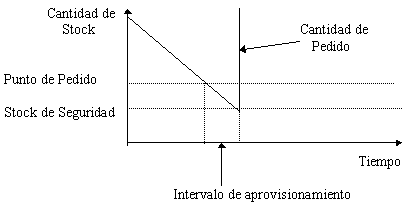 Cantidad de
Stock
Cantidad de
Pedido
Punto de Pedido
Stock de Seguridad
Tiempo
Intervalo de aprovisionamiento